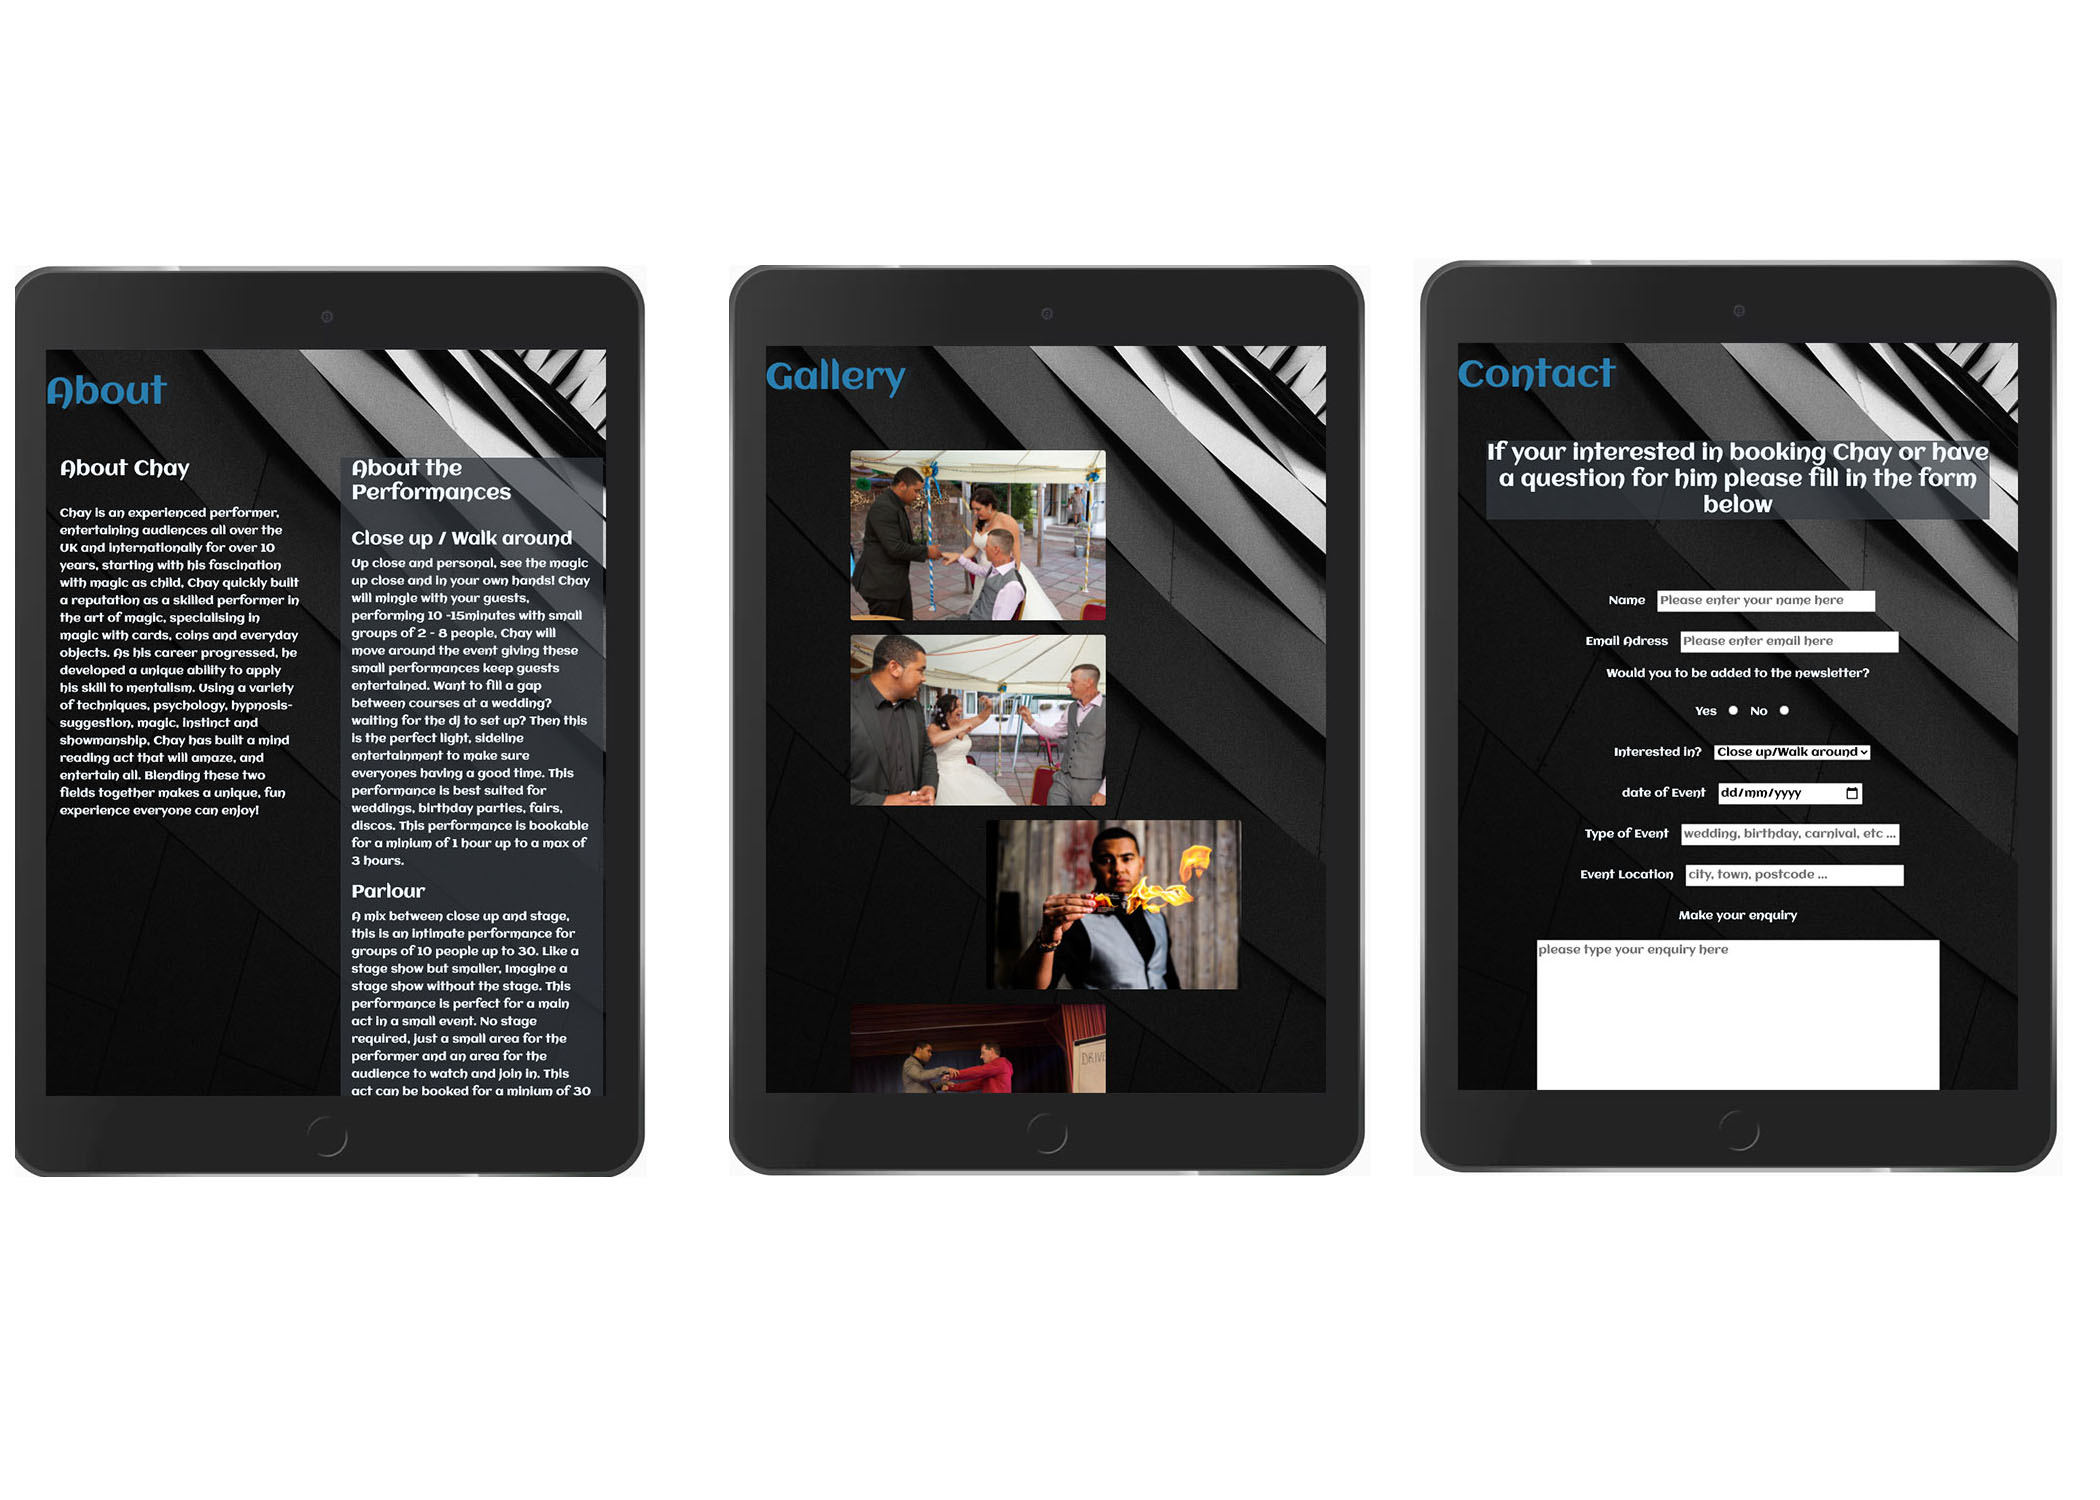 About
About Chay
Chay is an experienced performer,
entertaining audiences all over the
UK and internationally for over 10
years, starting with his fascination
with magic as child, Chay quickly built
a reputation as a skilled performer in
the art of magic, specialising in
magic with cards, coins and everyday
objects. As his career progressed, he
developed a unique ability to apply
his skill to mentalism. Using a variety
of techniques, psychology, hypnosis-
suggestion, magic, instinct and
showmanship, Chay has built a mind
reading act that will amaze, and
entertain all. Blending these two
fields together makes a unique, fun
experience everyone can enjoy!
About the
Performances
Close up / Walk around
Up close and personal, see the magic
up close and in your own hands! Chay
will mingle with your guests,
performing 10 -15minutes with small
groups of 2 - 8 people, Chay will
move around the event giving these
small performances keep guests
entertained. Want to fill a gap
between courses at a wedding?
waiting for the dj to set up? Then this
is the perfect light, sideline
entertainment to make sure
everyones having a good time. This
performance is best suited for
weddings, birthday parties, fairs,
discos. This performance is bookable
for a minium of 1 hour up to a max of
3 hours.
Parlour
A mix between close up and stage,
this is an intimate performance for
groups of 10 people up to 30. Like a
stage show but smaller, Imagine a
stage show without the stage. This
performance is perfect for a main
act in a small event. No stage
required, just a small area for the
performer and an area for the
audience to watch and join in. This
act can be booked for a minium of 30
Gallery
DRIVE
Contact
If your interested in booking Chay or have
a question for him please fill in the form
below
Name Please enter your name here
Email Adress Please enter email here
Would you to be added to the newsletter?
Yes No
Interested in? Close up/Walk around
date of Event dd/mm/yyyy
Type of Event wedding, birthday, carnival, etc ...
Event Location city, town, postcode ...
Make your enquiry
please type your enquiry here